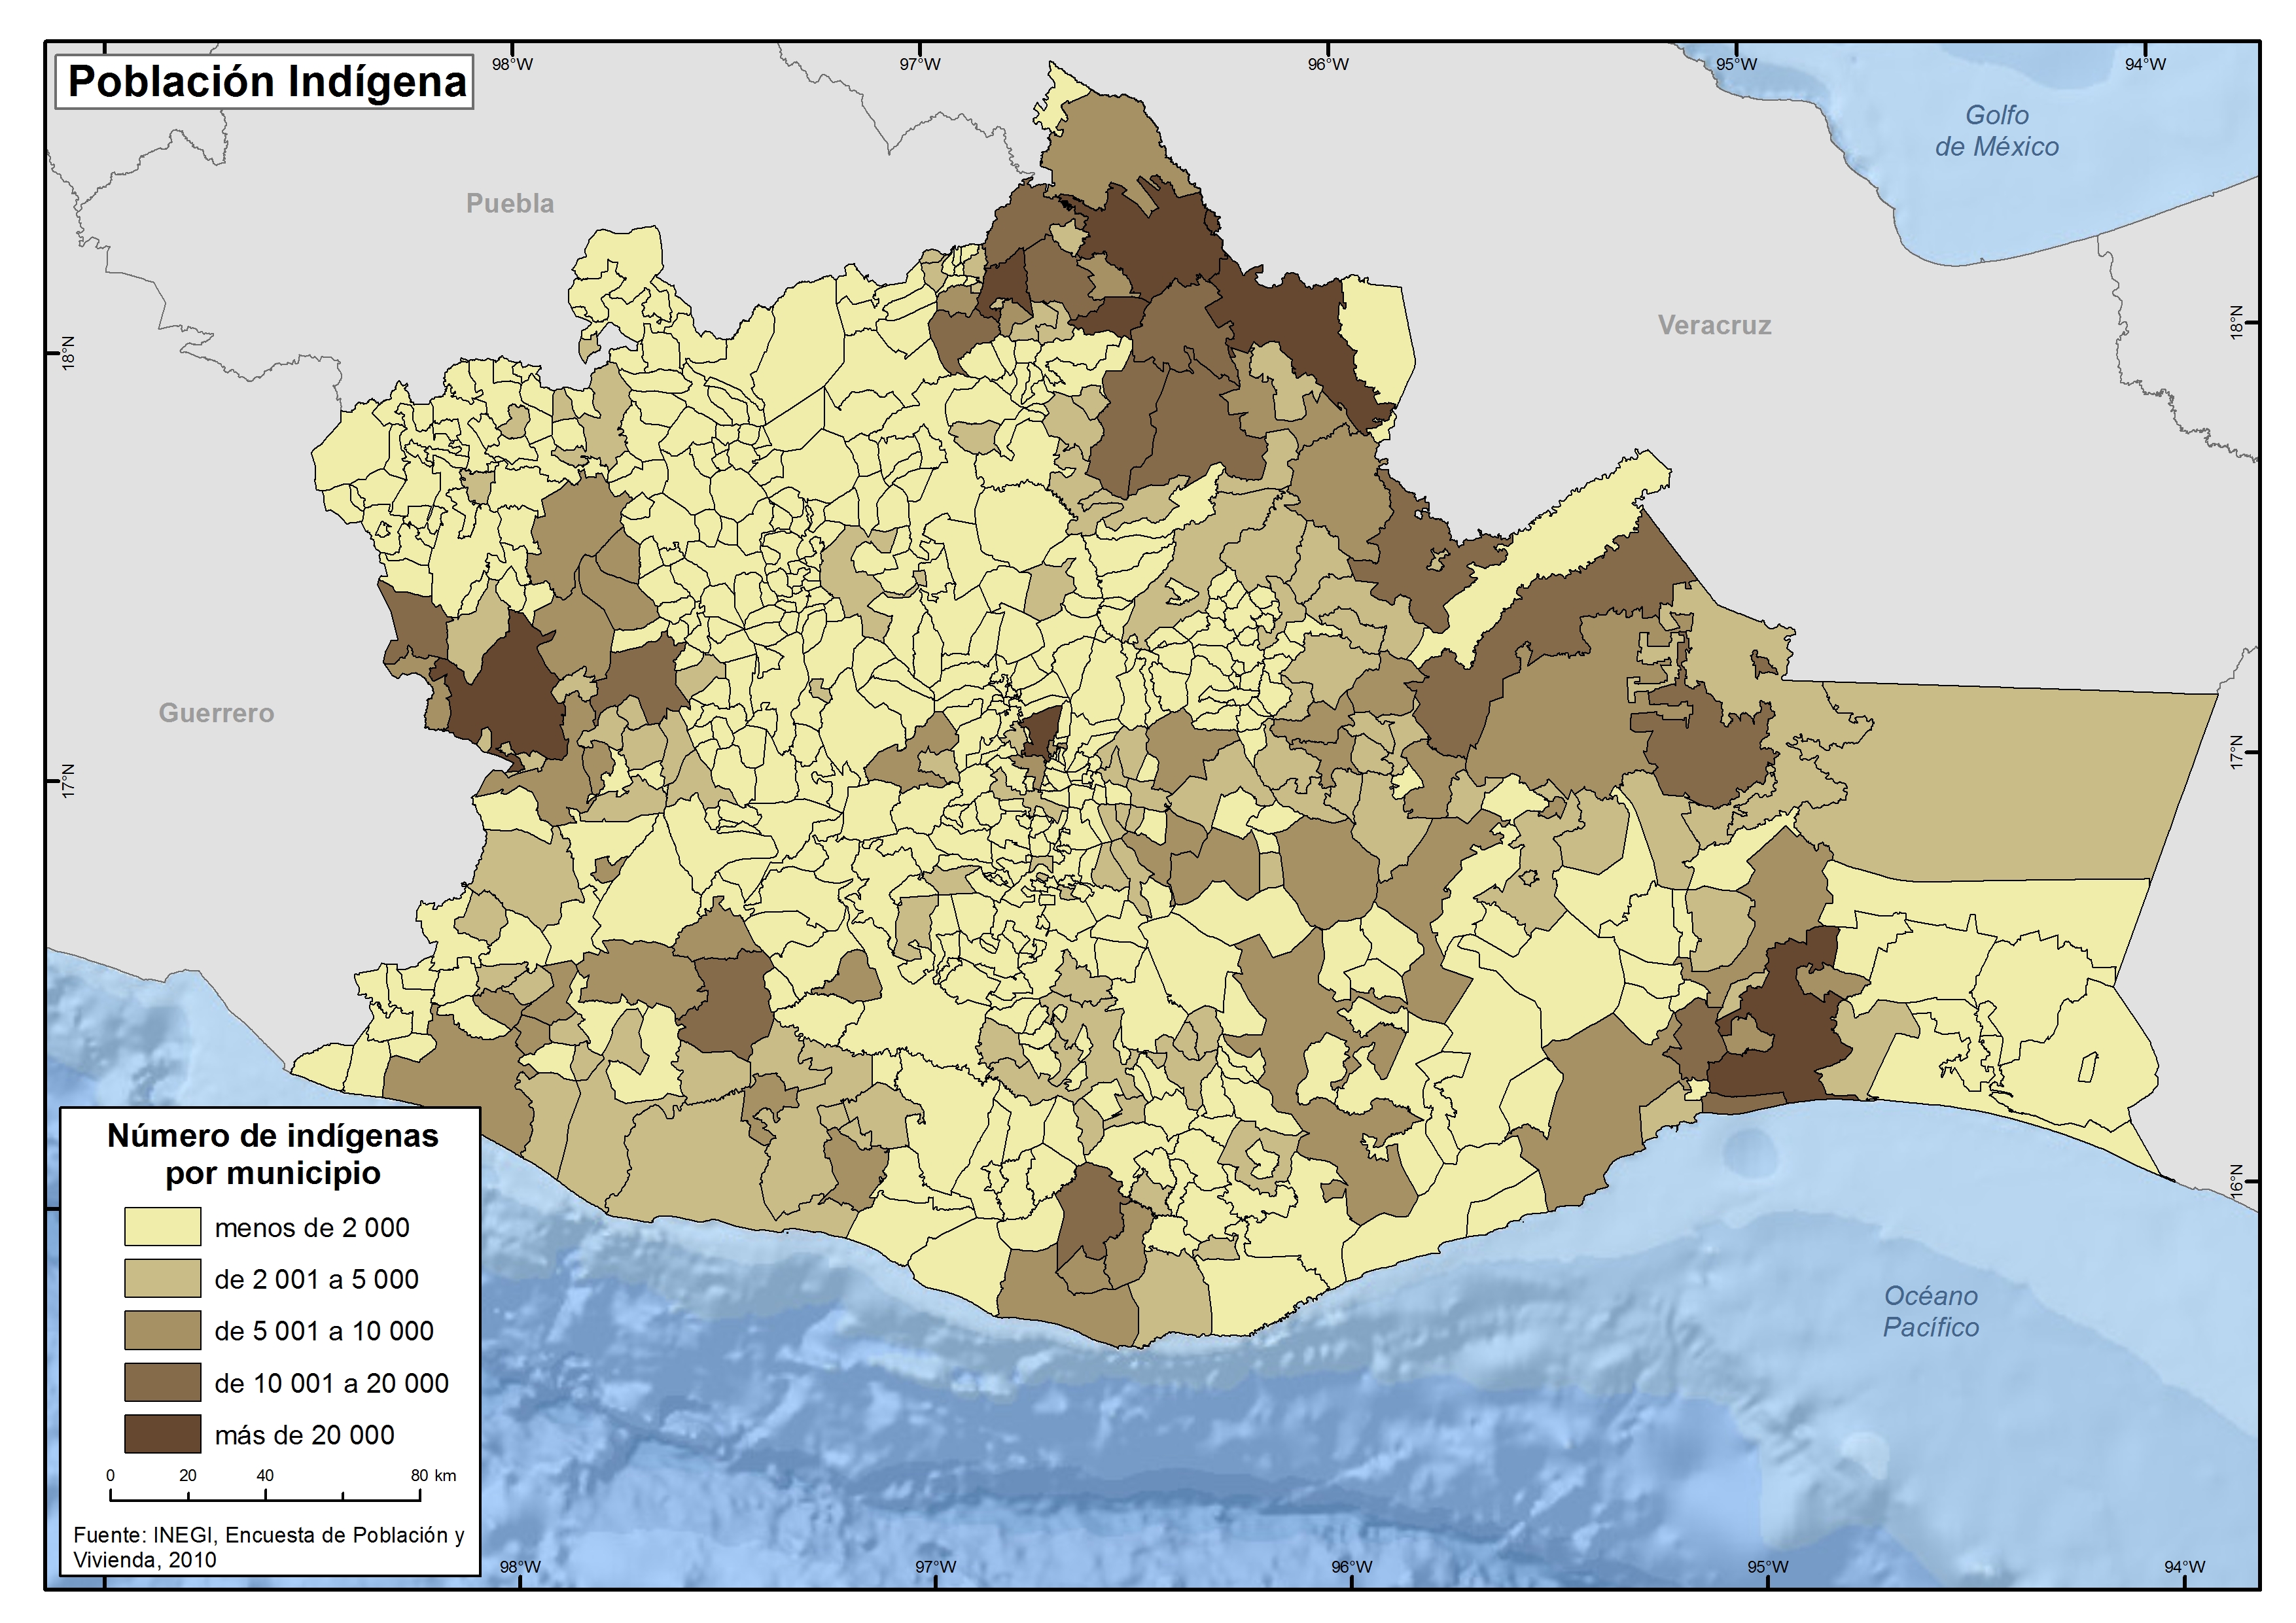 Población Indígena
98°W
97°W
96°W
95°W
94°W
Golfo
de México
Puebla
Veracruz
18°N
18°N
Guerrero
17°N
17°N
16°N
Océano
Pacífico
Número de indígenas
por municipio
menos de 2 000
de 2 001 a 5 000
de 5 001 a 10 000
de 10 001 a 20 000
más de 20 000
0 20 40 80 km
Fuente: INEGI, Encuesta de Población y
Vivienda, 2010
98°W
97°W
96°W
95°W
94°W